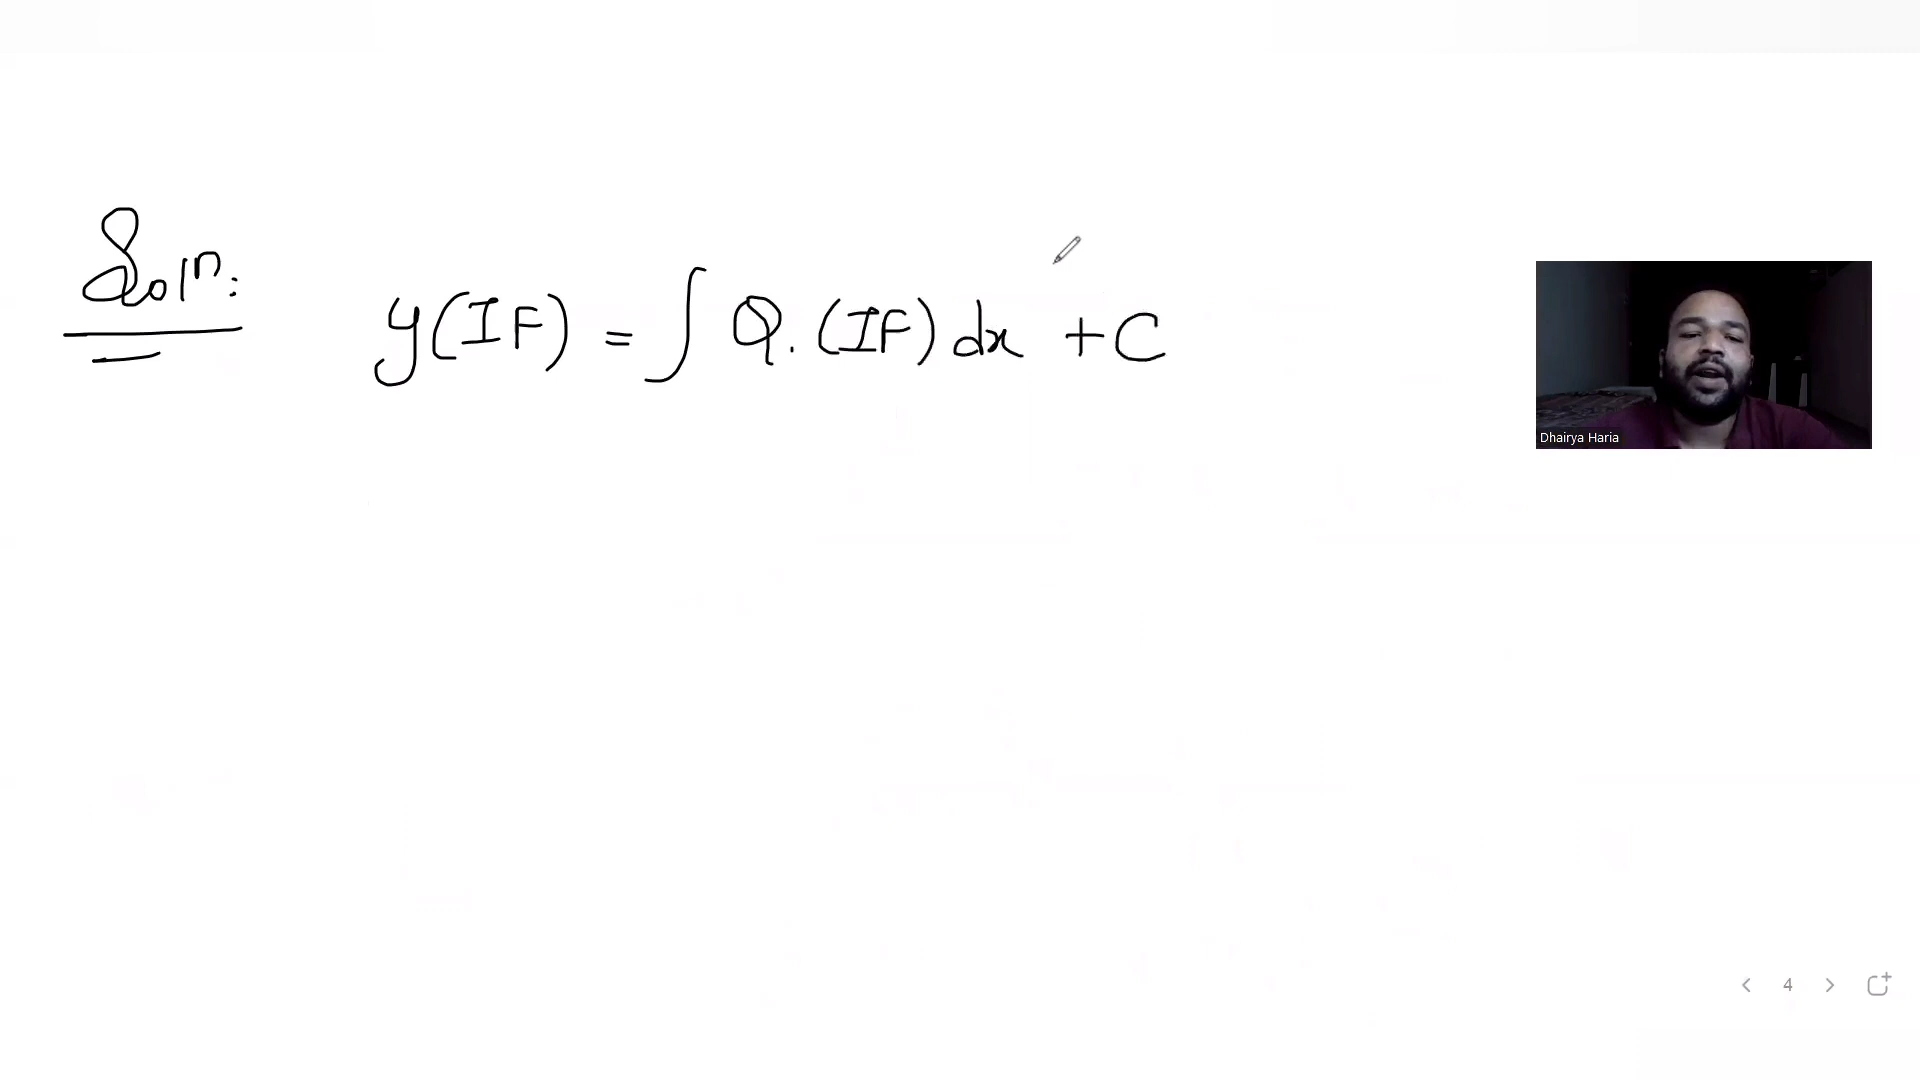 Soln:
y(IF) = ∫ Q. (IF) dx + C
Dhairya Haria
4